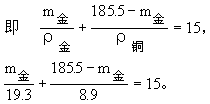 即 m金/ρ金 + 185.5-m金/ρ铜 = 15,
m金/19.3 + 185.5-m金/8.9 = 15。